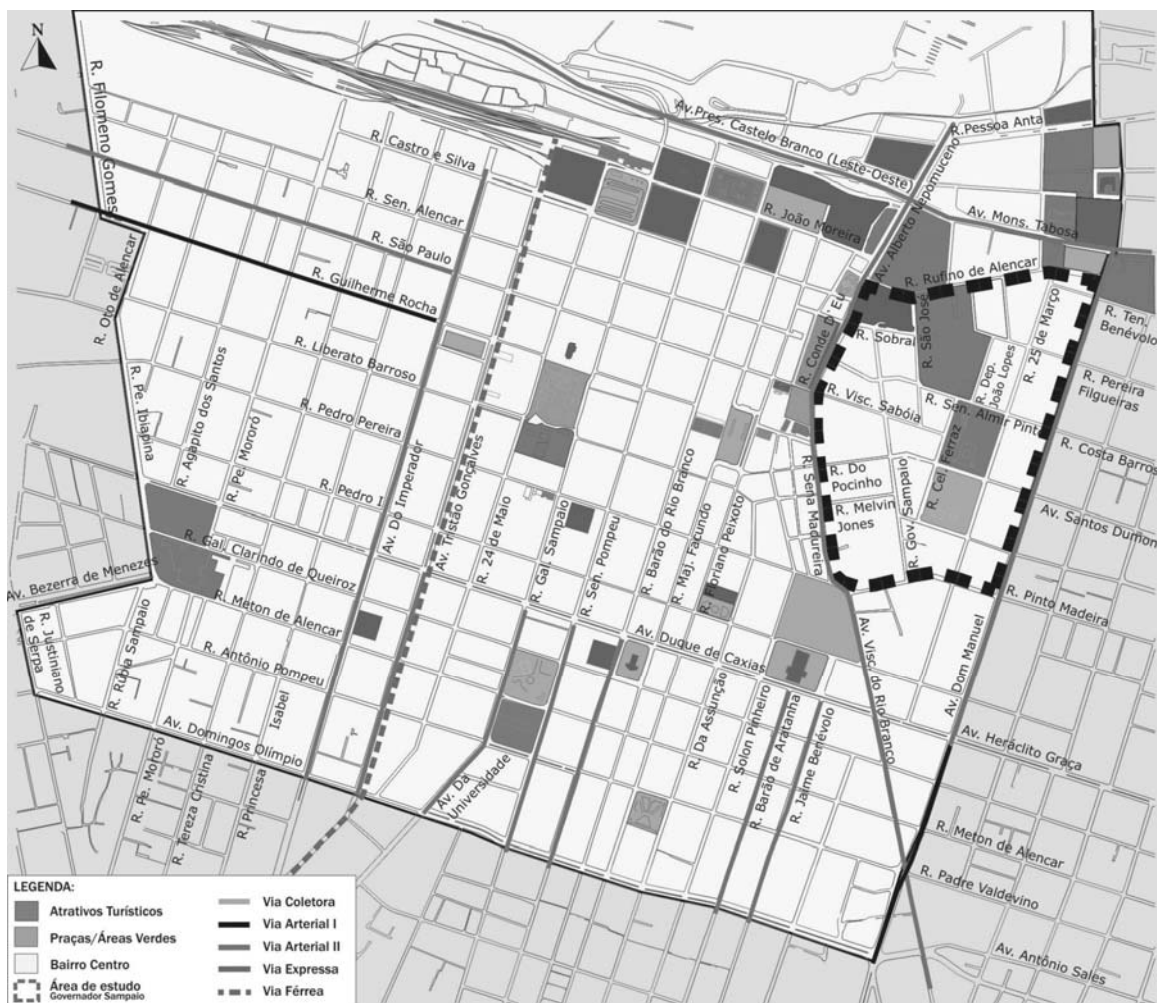 N
R. Filomeno Gomes
R. Castro e Silva
Av.Pres. Castelo Branco (Leste-Oeste)
R.Pessoa Anta
R. Sen. Alencar
R. João Moreira
Av. Alberto Nepomuceno
Av. Mons. Tabosa
R. São Paulo
R. Oto de Alencar
R. Guilherme Rocha
R. Rufino de Alencar
R. Conde D'Eu
R. Sobral
R. São José
R. Dep.
João Lopes
R. 25 de Março
R. Ten.
Benévolo
R. Liberato Barroso
R. Pe. Ibiapina
R. Agapito dos Santos
R. Pe. Mororó
R. Pedro Pereira
R. Visc. Sabóia
R. Sen. Almir Pinto
R. Pereira
Filgueiras
R. Costa Barros
R. Pedro I
Av. Do Imperador
Av. Tristão Gonçalves
R. 24 de Maio
R. Gal. Sampaio
R. Sen. Pompeu
R. Barão do Rio Branco
R. Maj. Facundo
R. Floriano Peixoto
R. Sena Madureira
R. Do
Pocinho
R. Melvin
Jones
R. Gov. Sampaio
R. Cel. Ferraz
Av. Santos Dumon
R. Gal. Clarindo de Queiroz
Av. Bezerra de Menezes
R. Meton de Alencar
R. Pinto Madeira
R. Justiniano
de Serpa
R. Rúbia Sampaio
R. Antônio Pompeu
Isabel
Av. Duque de Caxias
Av. Visc. do Rio Branco
Av. Dom Manuel
Av. Domingos Olímpio
R. Da Assunção
R. Solon Pinheiro
R. Barão de Aratanha
R. Jaime Benévolo
Av. Heráclito Graça
R. Pe. Mororó
R. Tereza Cristina
R. Princesa
Av. Da
Universidade
R. Meton de Alencar
R. Padre Valdevino
Av. Antônio Sales
LEGENDA:
Atrativos Turísticos
Praças/Áreas Verdes
Bairro Centro
Área de estudo
Governador Sampaio
Via Coletora
Via Arterial I
Via Arterial II
Via Expressa
Via Férrea